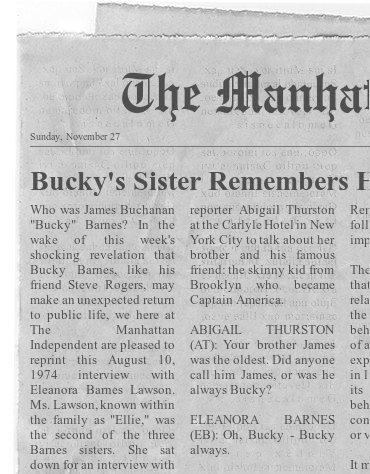 The Manhat
Sunday, November 27
Bucky's Sister Remembers H
Who was James Buchanan
"Bucky" Barnes? In the
wake of this week's
shocking revelation that
Bucky Barnes, like his
friend Steve Rogers, may
make an unexpected return
to public life, we here at
The Manhattan
Independent are pleased to
reprint this August 10,
1974 interview with
Eleanora Barnes Lawson.
Ms. Lawson, known within
the family as "Ellie," was
the second of the three
Barnes sisters. She sat
down for an interview with
reporter Abigail Thurston
at the Carlyle Hotel in New
York City to talk about her
brother and his famous
friend: the skinny kid from
Brooklyn who became
Captain America.
ABIGAIL THURSTON
(AT): Your brother James
was the oldest. Did anyone
call him James, or was he
always Bucky?
ELEANORA BARNES
(EB): Oh, Bucky - Bucky
always.
Rer
foll
imp
The
that
rela
the
beh
of a
exp
in l
its
beh
con
or v
It m